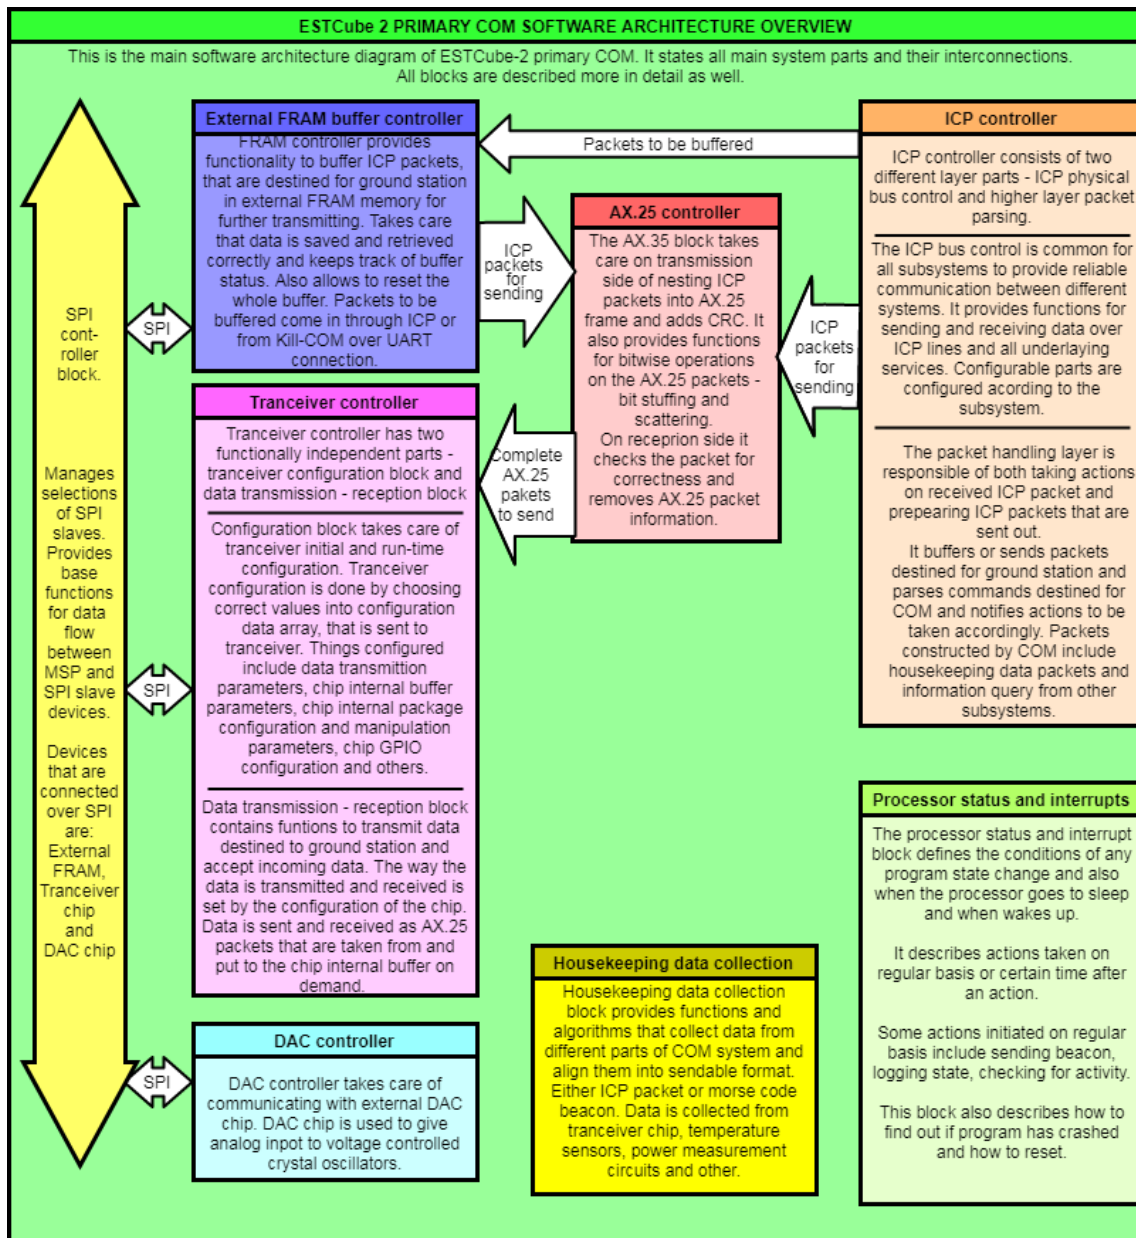 ESTCube 2 PRIMARY COM SOFTWARE ARCHITECTURE OVERVIEW
This is the main software architecture diagram of ESTCube-2 primary COM. It states all main system parts and their interconnections.
All blocks are described more in detail as well.
SPI
cont-
roller
block.
Manages
selections
of SPI
slaves.
Provides
base
functions
for data
flow
between
MSP and
SPI slave
devices.
Devices
that are
connected
over SPI
are:
External
FRAM,
Tranceiver
chip
and
DAC chip
SPI
SPI
SPI
External FRAM buffer controller
FRAM controller provides
functionality to buffer ICP packets,
that are destined for ground station
in external FRAM memory for
further transmitting. Takes care
that data is saved and retrieved
correctly and keeps track of buffer
status. Also allows to reset the
whole buffer. Packets to be
buffered come in through ICP or
from Kill-COM over UART
connection.
Tranceiver controller
Tranceiver controller has two
functionally independent parts -
tranceiver configuration block and
data transmission - reception block
Configuration block takes care of
tranceiver initial and run-time
configuration. Tranceiver
configuration is done by choosing
correct values into configuration
data array, that is sent to
tranceiver. Things configured
include data transmittion
parameters, chip internal buffer
parameters, chip internal package
configuration and manipulation
parameters, chip GPIO
configuration and others.
Data transmission - reception block
contains funtions to transmit data
destined to ground station and
accept incoming data. The way the
data is transmitted and received is
set by the configuration of the chip.
Data is sent and received as AX.25
packets that are taken from and
put to the chip internal buffer on
demand.
DAC controller
DAC controller takes care of
communicating with external DAC
chip. DAC chip is used to give
analog inpot to voltage controlled
crystal oscillators.
Packets to be buffered
ICP
packets
for
sending
AX.25 controller
The AX.35 block takes
care on transmission
side of nesting ICP
packets into AX.25
frame and adds CRC. It
also provides functions
for bitwise operations
on the AX.25 packets -
bit stuffing and
scattering.
On receprion side it
checks the packet for
correctness and
removes AX.25 packet
information.
Complete
AX.25
pakets
to send
ICP
packets
for
sending
Housekeeping data collection
Housekeeping data collection
block provides functions and
algorithms that collect data from
different parts of COM system and
align them into sendable format.
Either ICP packet or morse code
beacon. Data is collected from
tranceiver chip, temperature
sensors, power measurement
circuits and other.
ICP controller
ICP controller consists of two
different layer parts - ICP physical
bus control and higher layer packet
parsing.
The ICP bus control is common for
all subsystems to provide reliable
communication between different
systems. It provides functions for
sending and receiving data over
ICP lines and all underlaying
services. Configurable parts are
configured acording to the
subsystem.
The packet handling layer is
responsible of both taking actions
on received ICP packet and
prepearing ICP packets that are
sent out.
It buffers or sends packets
destined for ground station and
parses commands destined for
COM and notifies actions to be
taken accordingly. Packets
constructed by COM include
housekeeping data packets and
information query from other
subsystems.
Processor status and interrupts
The processor status and interrupt
block defines the conditions of any
program state change and also
when the processor goes to sleep
and when wakes up.
It describes actions taken on
regular basis or certain time after
an action.
Some actions initiated on regular
basis include sending beacon,
logging state, checking for activity.
This block also describes how to
find out if program has crashed
and how to reset.